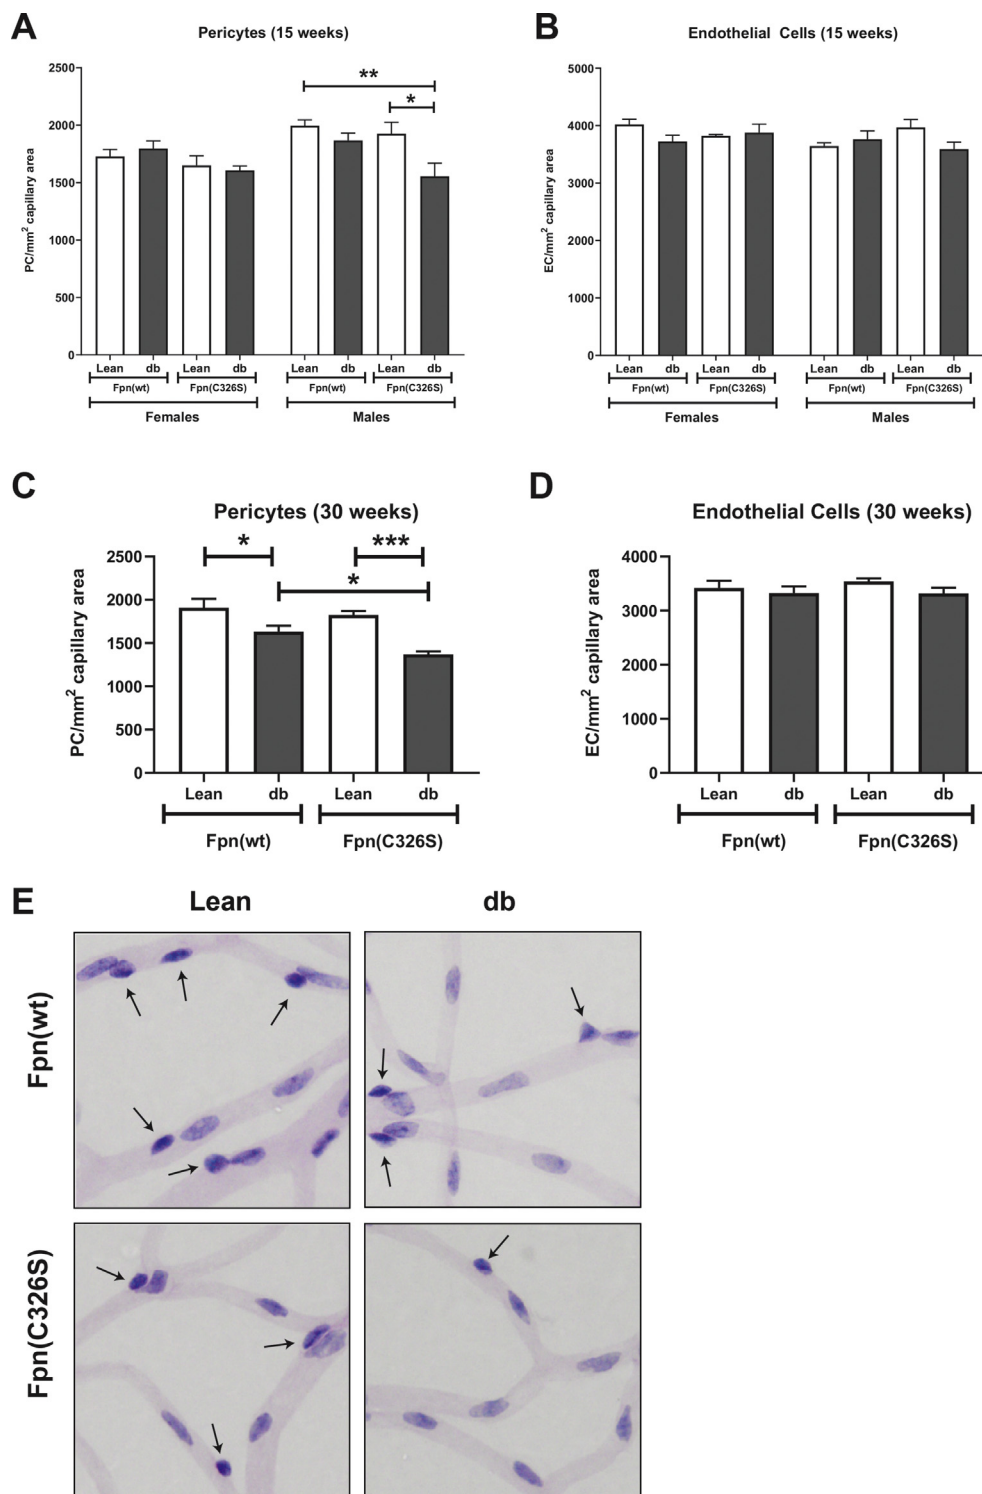 A
Pericytes (15 weeks)
PC/mm² capillary area
2500
2000
1500
1000
500
0
** 
*
Lean db Lean db Lean db Lean db
Fpn(wt) Fpn(C326S) Fpn(wt) Fpn(C326S)
Females Males
B
Endothelial Cells (15 weeks)
EC/mm² capillary area
5000
4000
3000
2000
1000
0
Lean db Lean db Lean db Lean db
Fpn(wt) Fpn(C326S) Fpn(wt) Fpn(C326S)
Females Males
C
Pericytes (30 weeks)
PC/mm² capillary area
2500
2000
1500
1000
500
0
* ***
*
Lean db Lean db
Fpn(wt) Fpn(C326S)
D
Endothelial Cells (30 weeks)
EC/mm² capillary area
4000
3000
2000
1000
0
Lean db Lean db
Fpn(wt) Fpn(C326S)
E
Lean db
Fpn(wt)
Fpn(C326S)